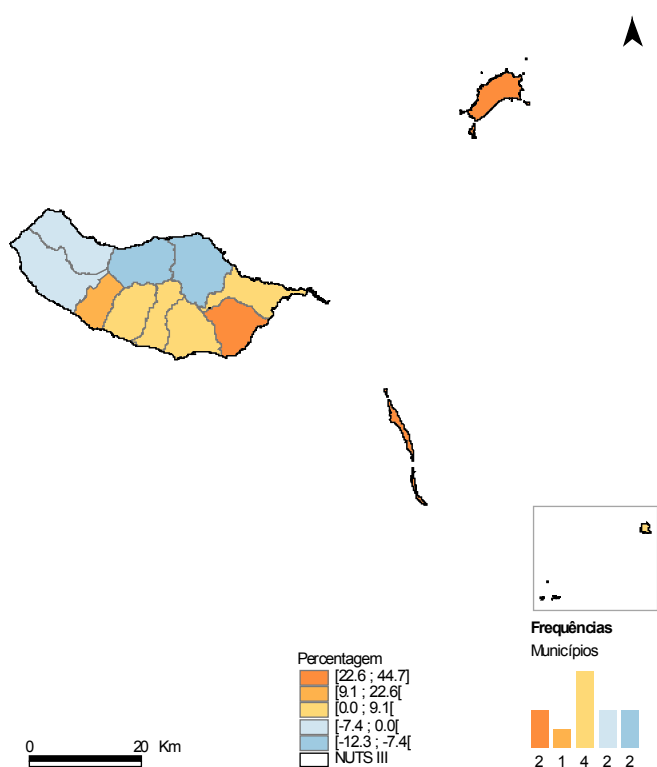 Frequências
Municípios
2 1 4 2 2
Percentagem
[22.6 ; 44.7]
[9.1 ; 22.6[
[0.0 ; 9.1[
[-7.4 ; 0.0[
[-12.3 ; -7.4[
NUTS III
0 20 Km